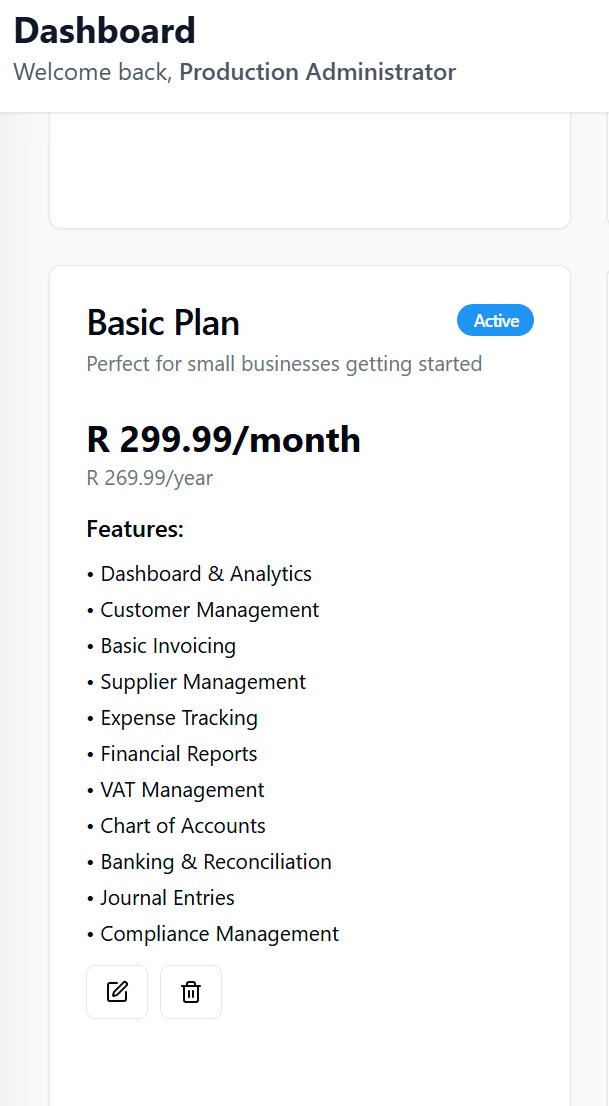 Dashboard
Welcome back, Production Administrator
Basic Plan
Active
Perfect for small businesses getting started
R 299.99/month
R 269.99/year
Features:
• Dashboard & Analytics
• Customer Management
• Basic Invoicing
• Supplier Management
• Expense Tracking
• Financial Reports
• VAT Management
• Chart of Accounts
• Banking & Reconciliation
• Journal Entries
• Compliance Management